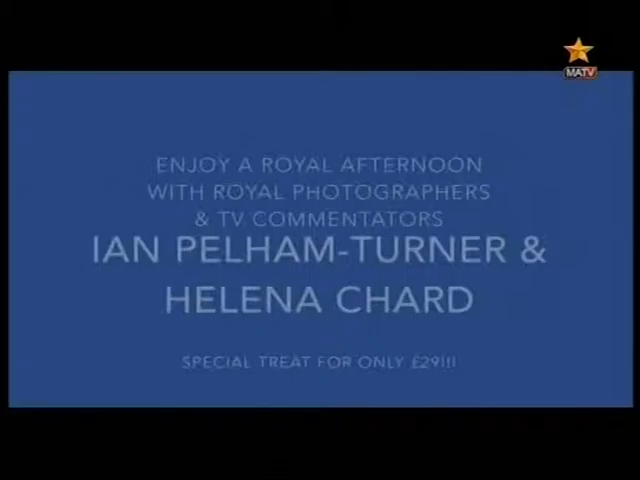 MATV
ENJOY A ROYAL AFTERNOON
WITH ROYAL PHOTOGRAPHERS
& TV COMMENTATORS
IAN PELHAM-TURNER &
HELENA CHARD
SPECIAL TREAT FOR ONLY £29!!!